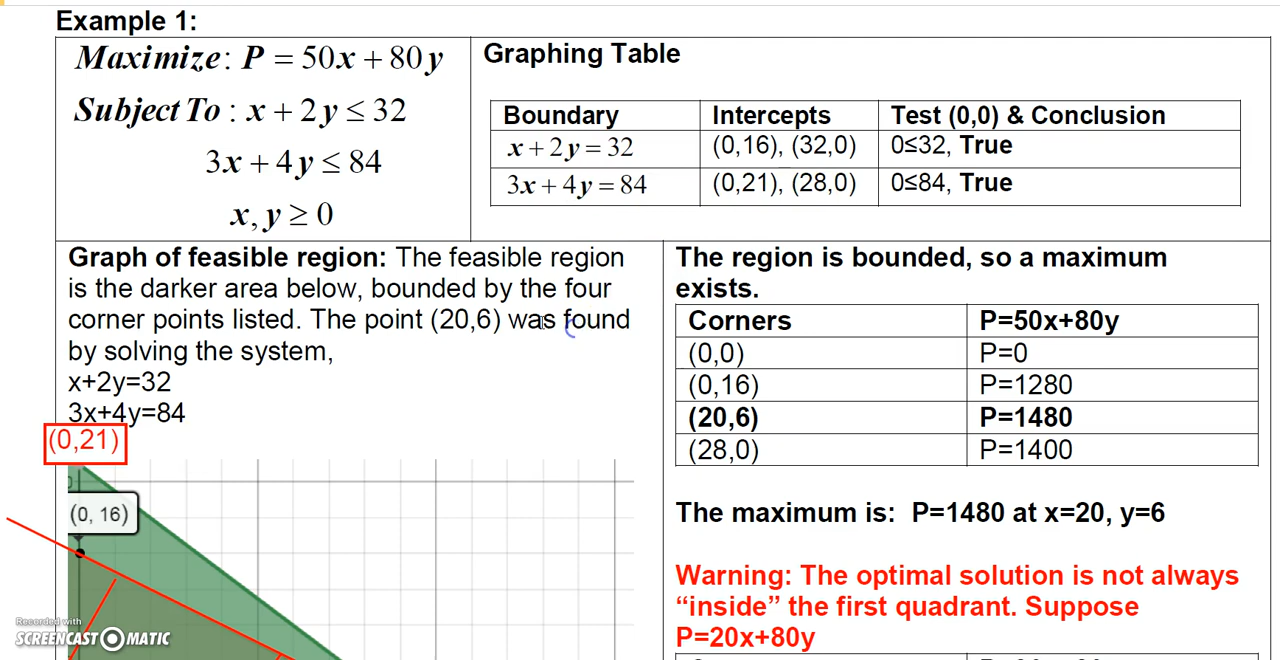 Example 1:
Maximize: P = 50x + 80y
Subject To : x + 2y ≤ 32
3x + 4y ≤ 84
x, y ≥ 0
Graphing Table
Boundary Intercepts Test (0,0) & Conclusion
x + 2y = 32 (0,16), (32,0) 0≤32, True
3x + 4y = 84 (0,21), (28,0) 0≤84, True
Graph of feasible region: The feasible region
is the darker area below, bounded by the four
corner points listed. The point (20,6) was found
by solving the system,
x+2y=32
3x+4y=84
(0,21)
(0, 16)
The region is bounded, so a maximum
exists.
Corners P=50x+80y
(0,0) P=0
(0,16) P=1280
(20,6) P=1480
(28,0) P=1400
The maximum is: P=1480 at x=20, y=6
Warning: The optimal solution is not always
“inside” the first quadrant. Suppose
P=20x+80y
Recorded with
SCREENCAST MATIC